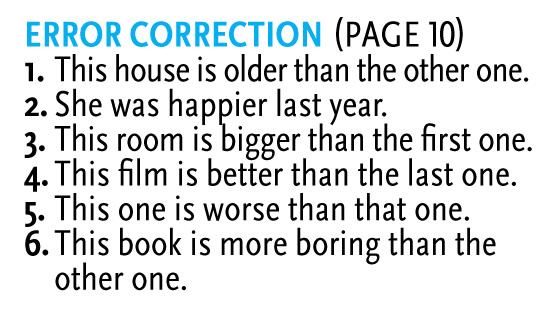 ERROR CORRECTION (PAGE 10)
1. This house is older than the other one.
2. She was happier last year.
3. This room is bigger than the first one.
4. This film is better than the last one.
5. This one is worse than that one.
6. This book is more boring than the
other one.